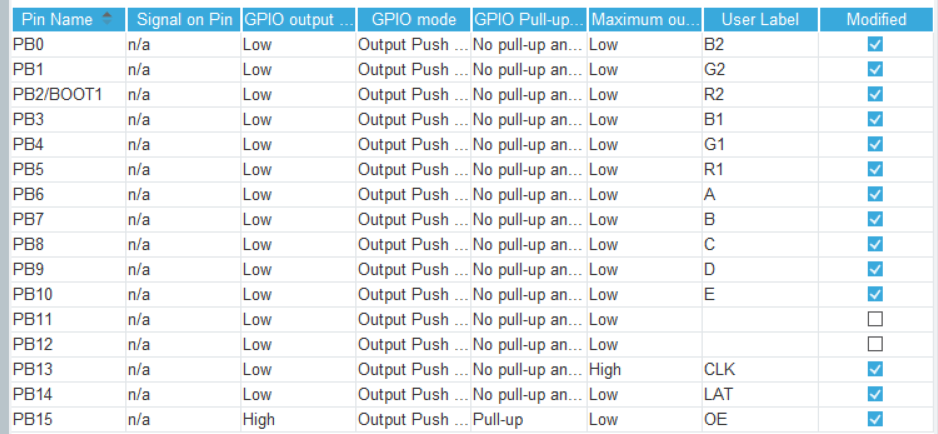 Pin Name Signal on Pin GPIO output ... GPIO mode GPIO Pull-up... Maximum ou... User Label Modified
PB0 n/a Low Output Push ... No pull-up an... Low B2
PB1 n/a Low Output Push ... No pull-up an... Low G2
PB2/BOOT1 n/a Low Output Push ... No pull-up an... Low R2
PB3 n/a Low Output Push ... No pull-up an... Low B1
PB4 n/a Low Output Push ... No pull-up an... Low G1
PB5 n/a Low Output Push ... No pull-up an... Low R1
PB6 n/a Low Output Push ... No pull-up an... Low A
PB7 n/a Low Output Push ... No pull-up an... Low B
PB8 n/a Low Output Push ... No pull-up an... Low C
PB9 n/a Low Output Push ... No pull-up an... Low D
PB10 n/a Low Output Push ... No pull-up an... Low E
PB11 n/a Low Output Push ... No pull-up an... Low
PB12 n/a Low Output Push ... No pull-up an... Low
PB13 n/a Low Output Push ... No pull-up an... High CLK
PB14 n/a Low Output Push ... No pull-up an... Low LAT
PB15 n/a High Output Push ... Pull-up Low OE